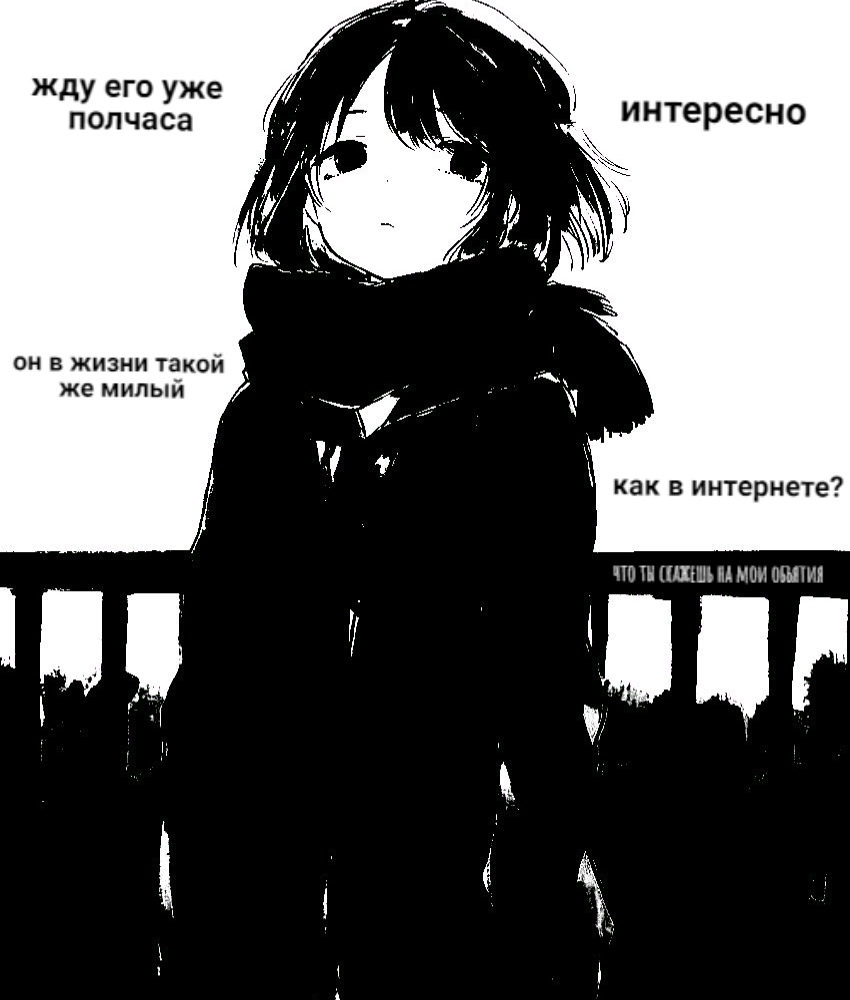 жду его уже
полчаса
интересно
он в жизни такой
же милый
как в интернете?
ЧТО ТЫ СКАЖЕШЬ НА МОИ ОБЪЯТИЯ